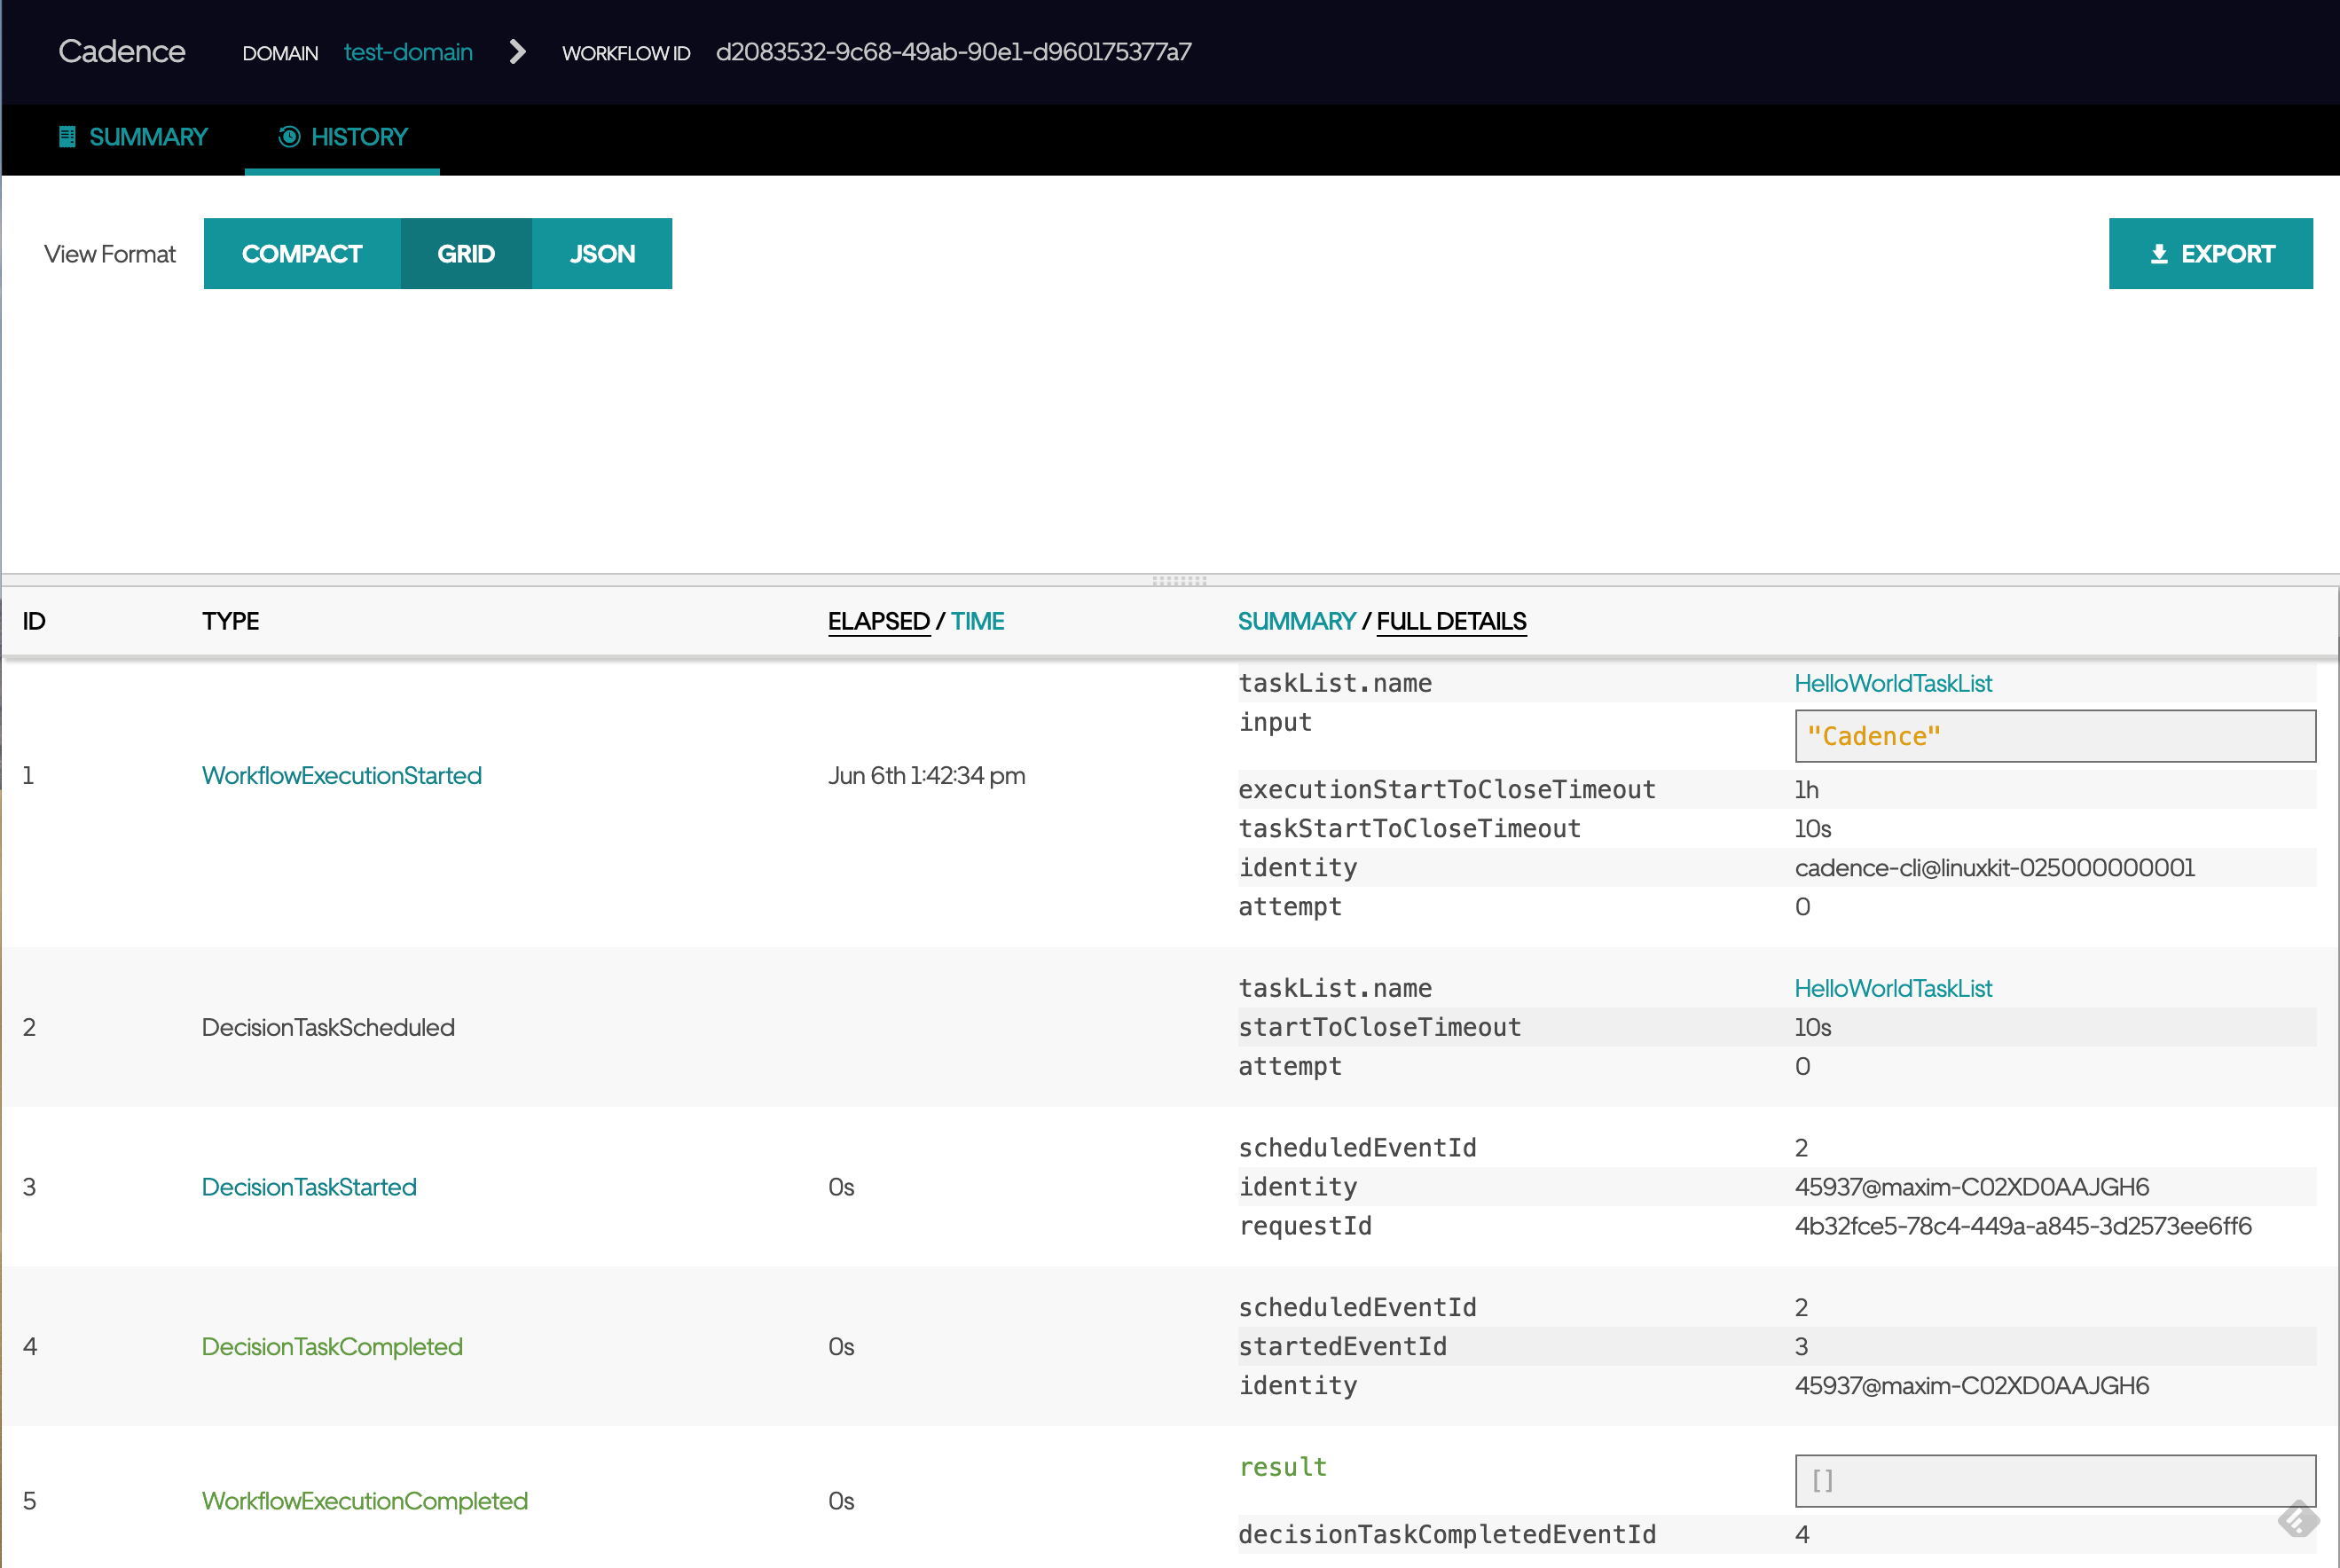 Cadence DOMAIN test-domain WORKFLOW ID d2083532-9c68-49ab-90e1-d960175377a7
SUMMARY HISTORY
View Format COMPACT GRID JSON EXPORT
ID TYPE ELAPSED / TIME SUMMARY / FULL DETAILS
taskList.name HelloWorldTaskList
input "Cadence"
1 WorkflowExecutionStarted Jun 6th 1:42:34 pm
executionStartToCloseTimeout 1h
taskStartToCloseTimeout 10s
identity cadence-cli@linuxkit-025000000001
attempt 0
taskList.name HelloWorldTaskList
2 DecisionTaskScheduled startToCloseTimeout 10s
attempt 0
scheduledEventId 2
3 DecisionTaskStarted 0s identity 45937@maxim-C02XD0AAJGH6
requestId 4b32fce5-78c4-449a-a845-3d2573ee6ff6
scheduledEventId 2
4 DecisionTaskCompleted 0s startedEventId 3
identity 45937@maxim-C02XD0AAJGH6
result []
5 WorkflowExecutionCompleted 0s
decisionTaskCompletedEventId 4